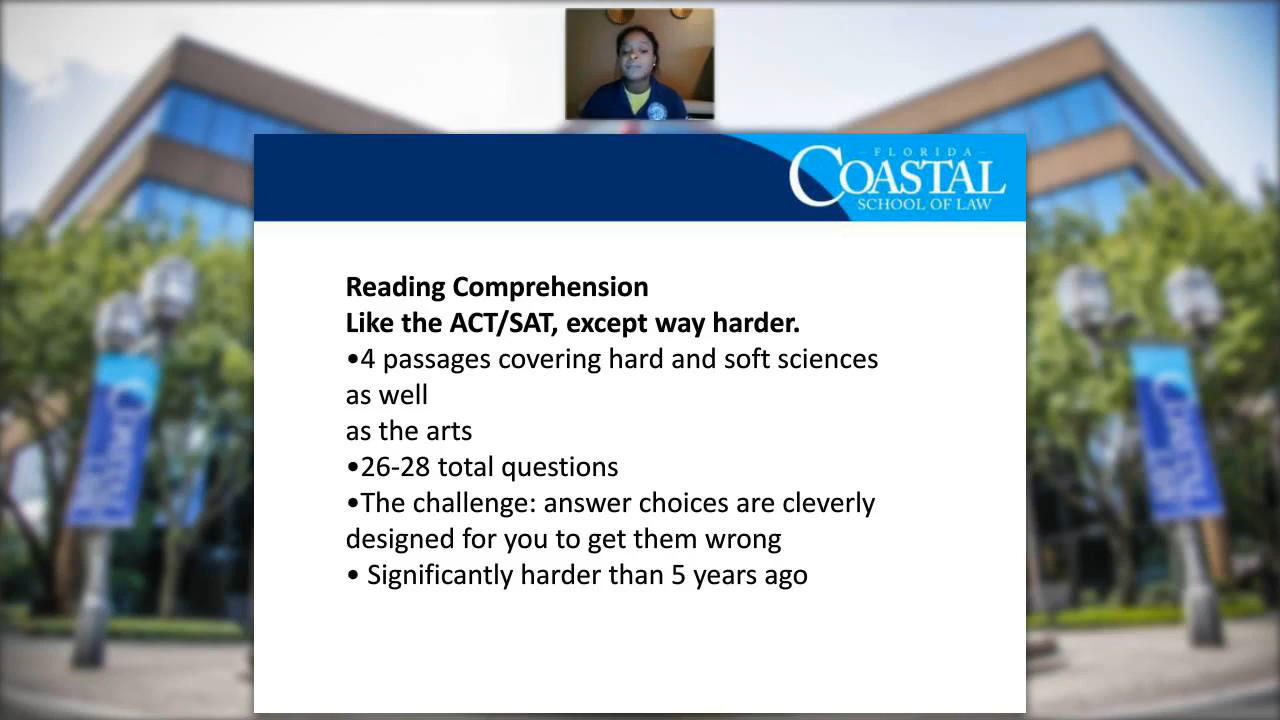 FLORIDA
COASTAL
SCHOOL OF LAW
Reading Comprehension
Like the ACT/SAT, except way harder.
•4 passages covering hard and soft sciences
as well
as the arts
•26-28 total questions
•The challenge: answer choices are cleverly
designed for you to get them wrong
• Significantly harder than 5 years ago